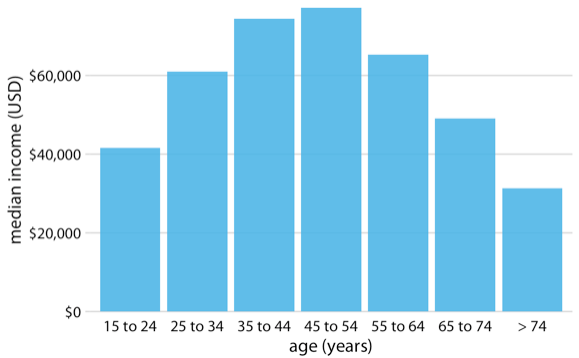 median income (USD)
$60,000
$40,000
$20,000
$0
15 to 24 25 to 34 35 to 44 45 to 54 55 to 64 65 to 74 > 74
age (years)